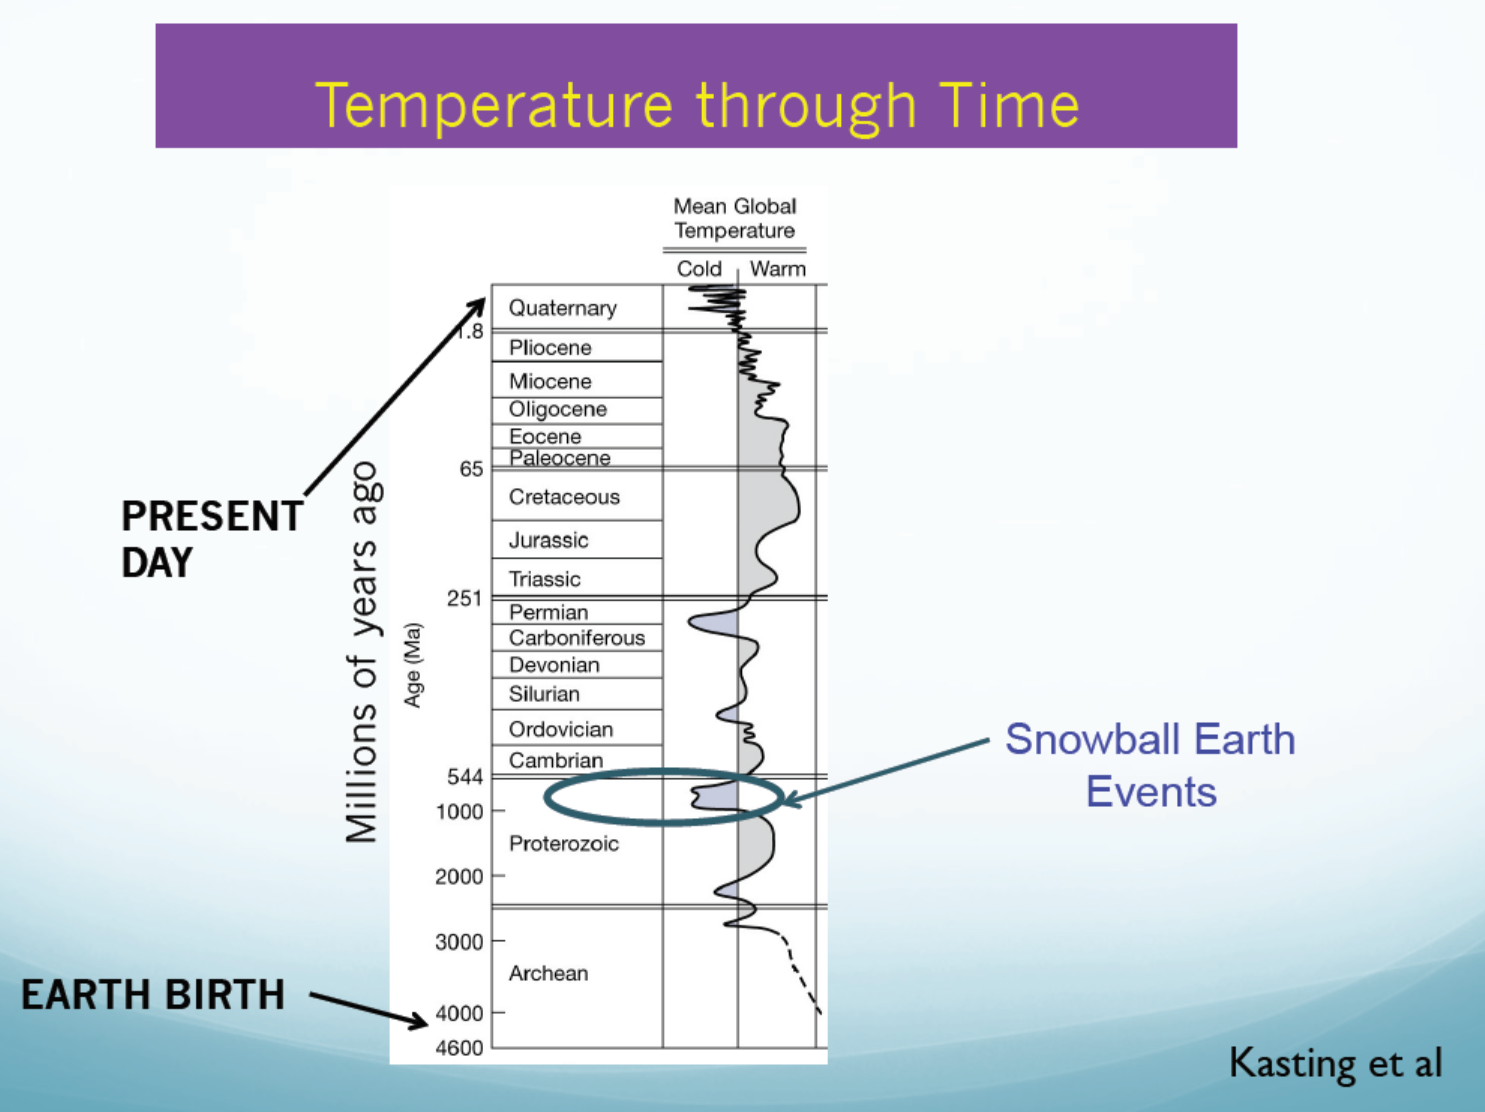 Temperature through Time
Mean Global
Temperature
Cold Warm
Quaternary
1.8
Pliocene
Miocene
Oligocene
Eocene
Paleocene
65
Cretaceous
Jurassic
Triassic
251
Permian
Carboniferous
Devonian
Silurian
Ordovician
Cambrian
544
1000
Proterozoic
2000
3000
Archean
4000
4600
Age (Ma)
Millions of years ago
PRESENT
DAY
EARTH BIRTH
Snowball Earth
Events
Kasting et al